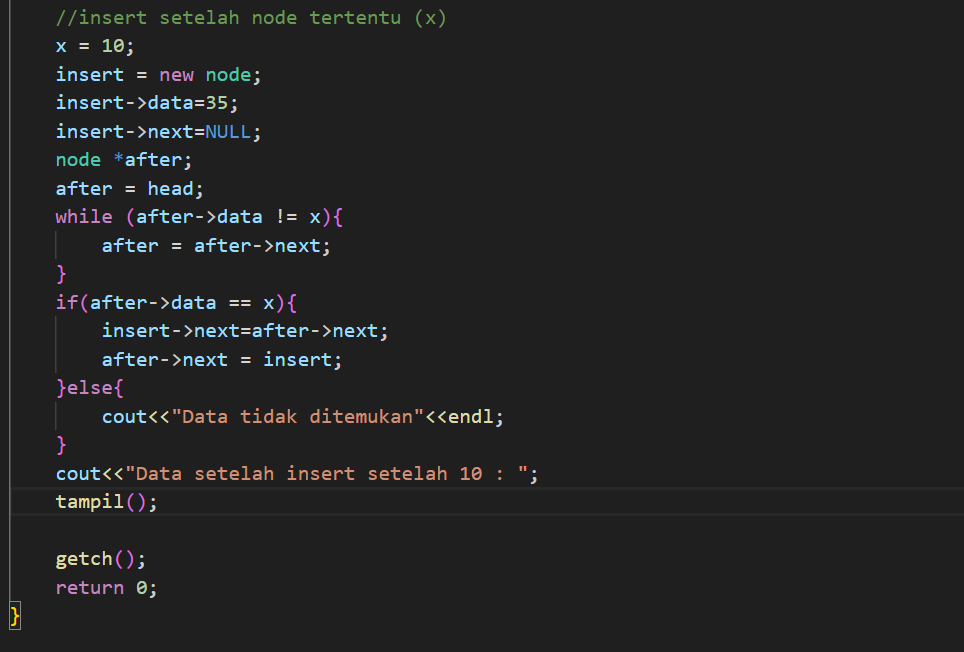 //insert setelah node tertentu (x)
x = 10;
insert = new node;
insert->data=35;
insert->next=NULL;
node *after;
after = head;
while (after->data != x){
    after = after->next;
}
if(after->data == x){
    insert->next=after->next;
    after->next = insert;
}else{
    cout<<"Data tidak ditemukan"<<endl;
}
cout<<"Data setelah insert setelah 10 : ";
tampil();
getch();
return 0;
}